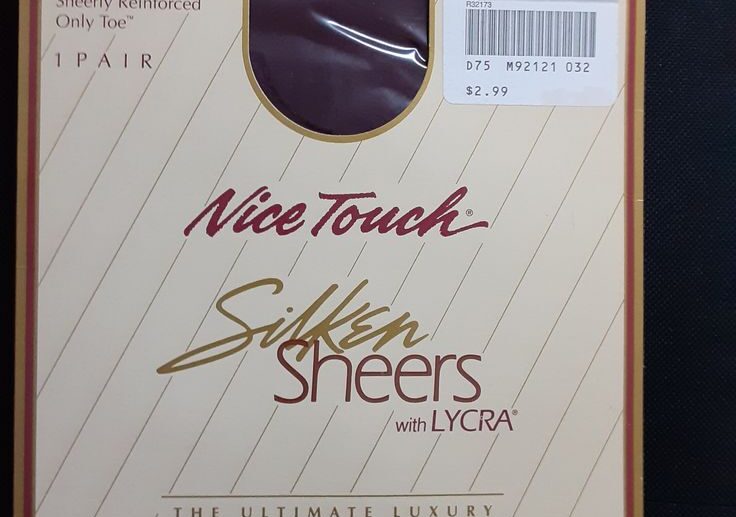 Sheerly Reinforced
Only Toe™
1 PAIR
R32173
D75 M92121 032
$2.99
Nice Touch®
Silken
Sheers
with LYCRA®
THE ULTIMATE LUXURY